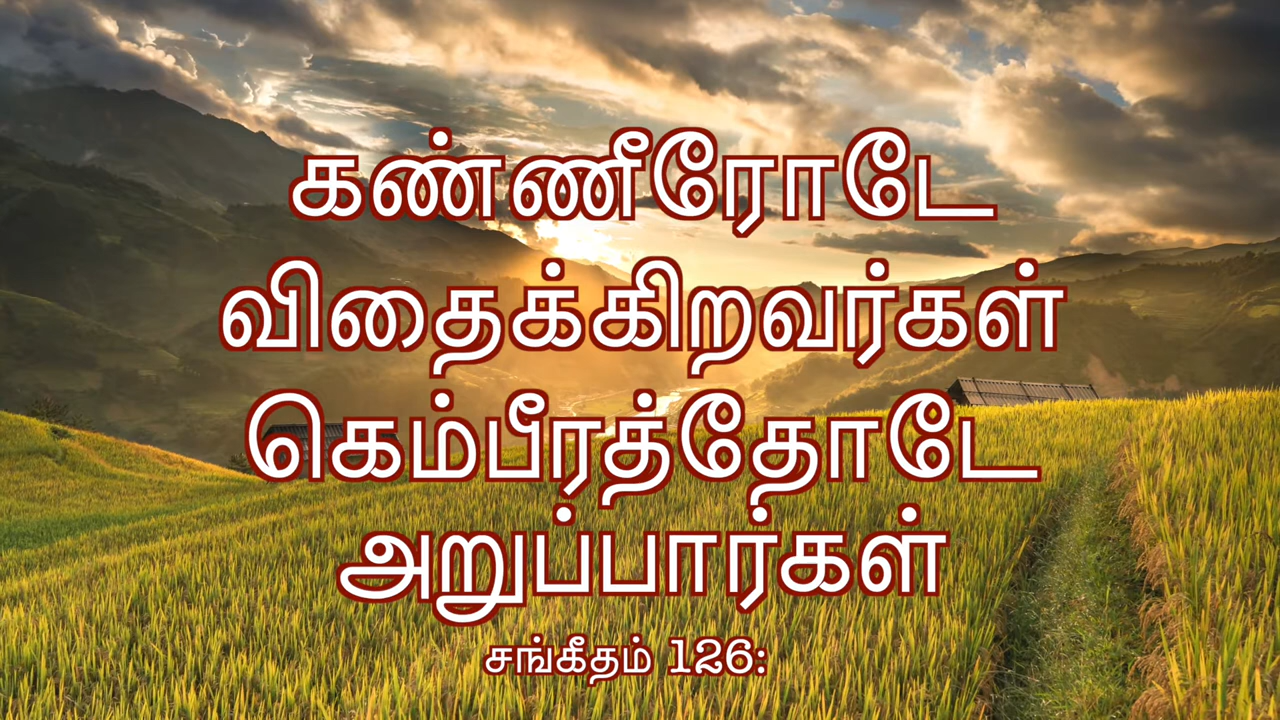 கண்ணீரோடே
விதைக்கிறவர்கள்
கெம்பீரத்தோடே
அறுப்பார்கள்
சங்கீதம் 126: